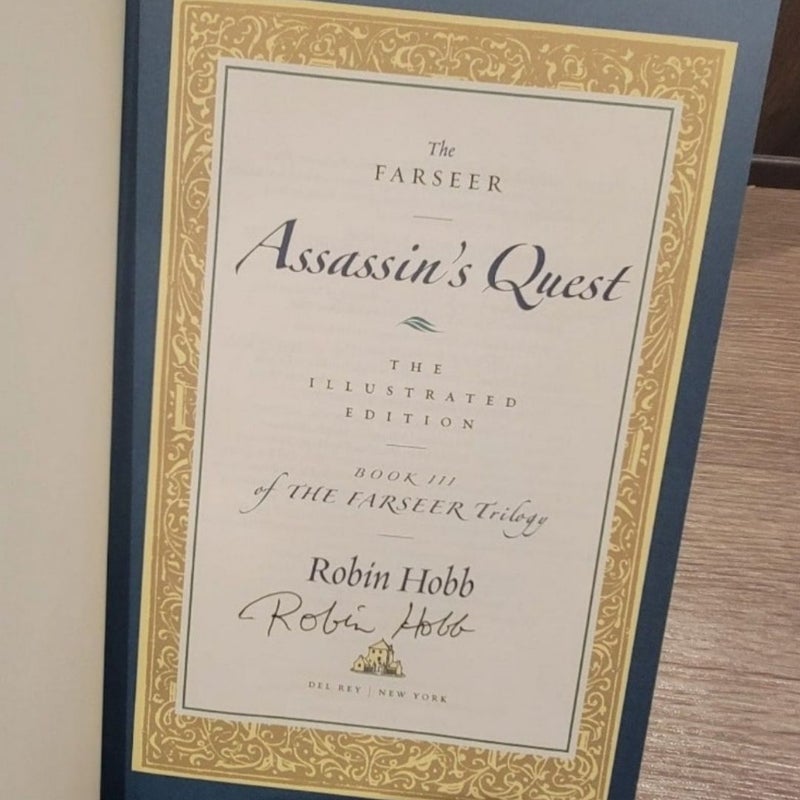 The
FARSEER
Assassin's Quest
THE
ILLUSTRATED
EDITION
BOOK III
of THE FARSEER Trilogy
Robin Hobb
Robin Hobb
DEL REY | NEW YORK